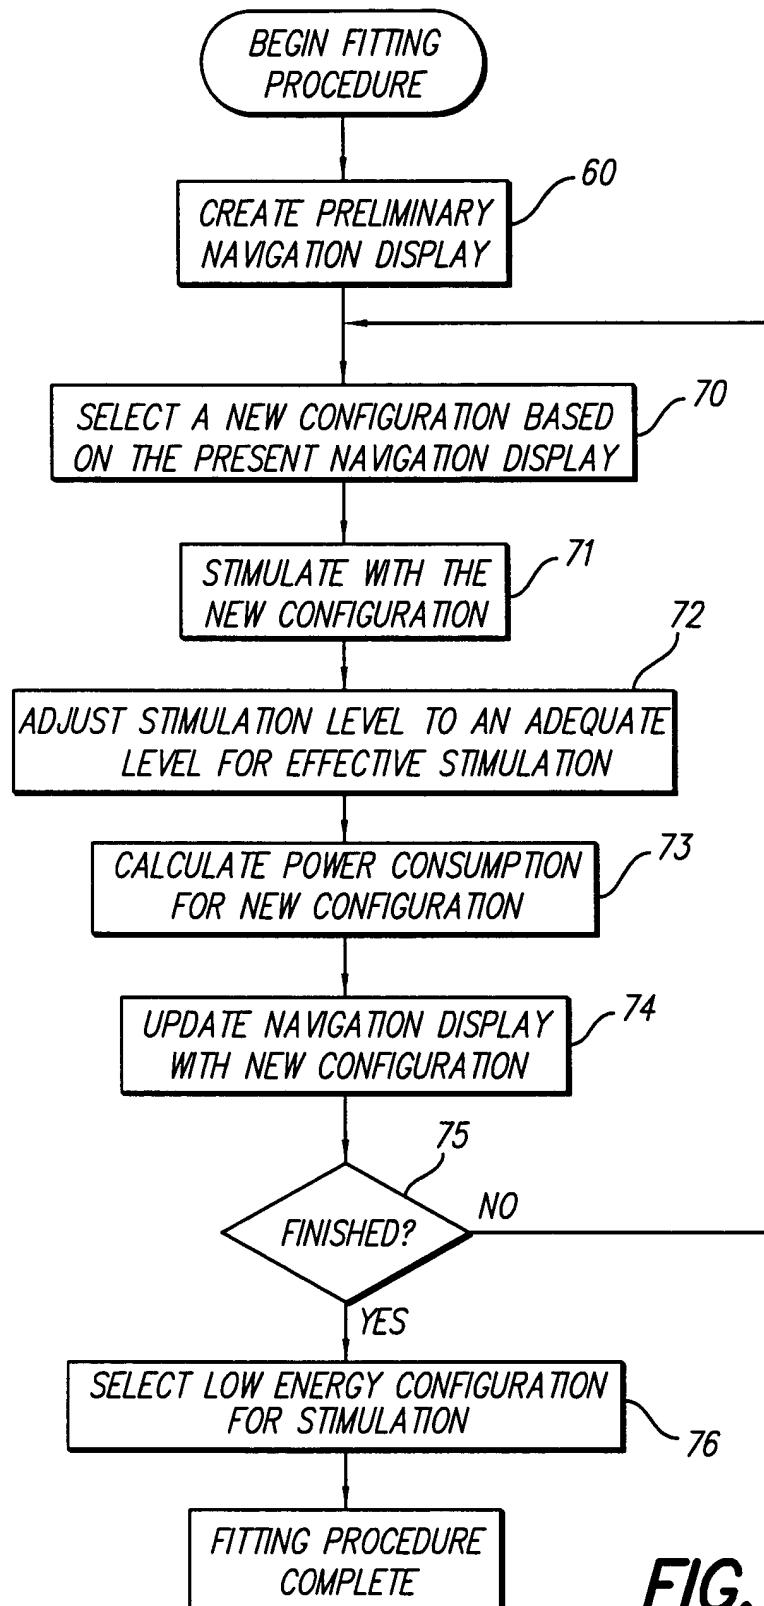 BEGIN FITTING
PROCEDURE
60
CREATE PRELIMINARY
NAVIGATION DISPLAY
70
SELECT A NEW CONFIGURATION BASED
ON THE PRESENT NAVIGATION DISPLAY
71
STIMULATE WITH THE
NEW CONFIGURATION
72
ADJUST STIMULATION LEVEL TO AN ADEQUATE
LEVEL FOR EFFECTIVE STIMULATION
73
CALCULATE POWER CONSUMPTION
FOR NEW CONFIGURATION
74
UPDATE NAVIGATION DISPLAY
WITH NEW CONFIGURATION
75
FINISHED?
NO
YES
SELECT LOW ENERGY CONFIGURATION
FOR STIMULATION
76
FITTING PROCEDURE
COMPLETE
FIG.